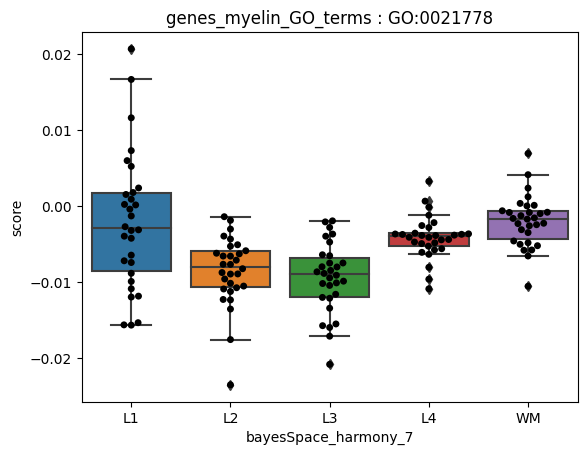 genes_myelin_GO_terms : GO:0021778
0.02
0.01
0.00
−0.01
−0.02
score
L1 L2 L3 L4 WM
bayesSpace_harmony_7